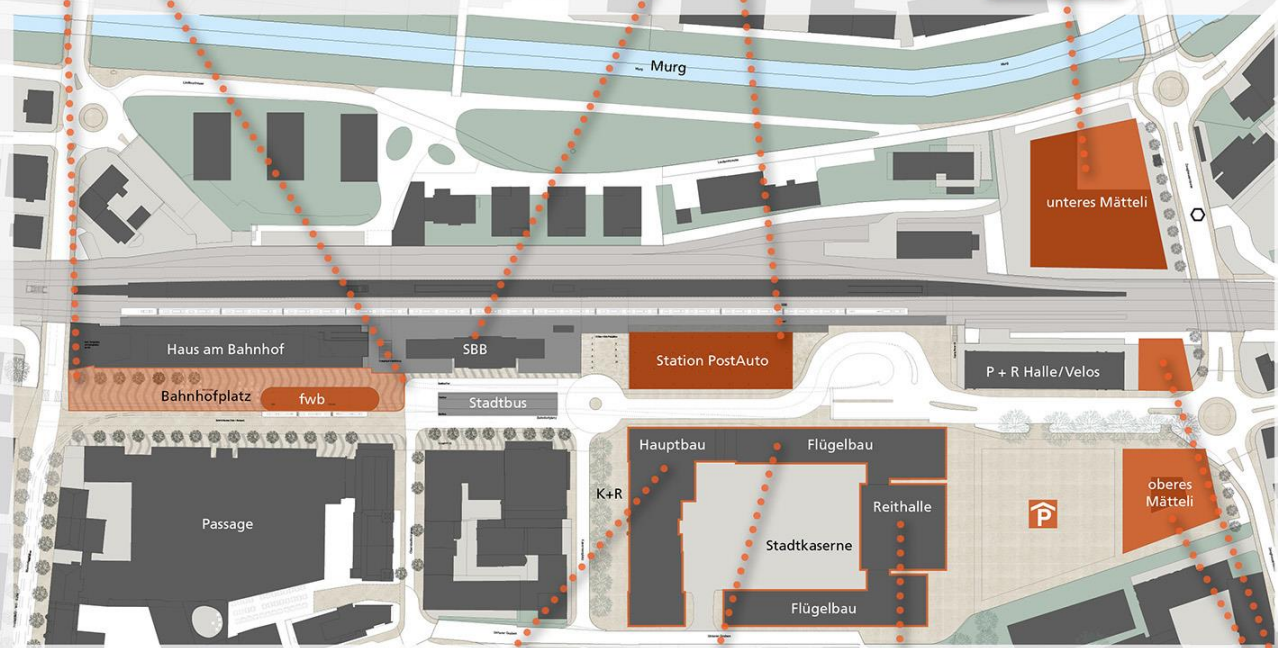 Murg
unteres Mätteli
Haus am Bahnhof
SBB
Station PostAuto
P + R Halle/Velos
Bahnhofplatz
fwb
Stadtbus
Hauptbau
Flügelbau
K+R
Reithalle
oberes
Mätteli
P
Passage
Stadtkaserne
Flügelbau